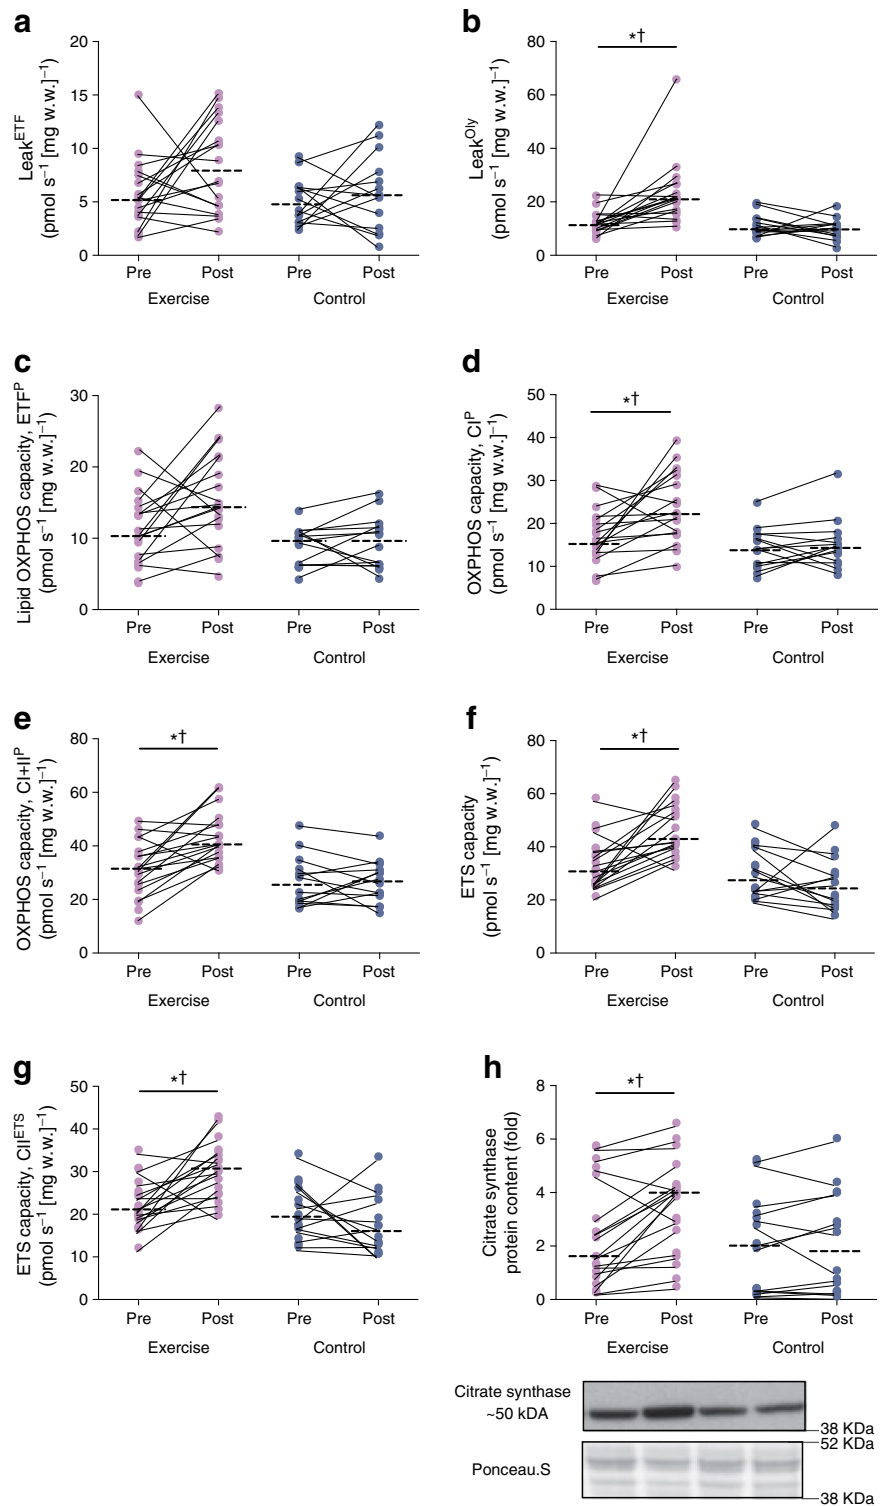 a
Leak^ETF
(pmol s⁻¹ [mg w.w.]⁻¹)
20
15
10
5
0
Pre Post Pre Post
Exercise Control
b
Leak^Oly
(pmol s⁻¹ [mg w.w.]⁻¹)
80
60
40
20
0
*†
Pre Post Pre Post
Exercise Control
c
Lipid OXPHOS capacity, ETF^P
(pmol s⁻¹ [mg w.w.]⁻¹)
30
20
10
0
Pre Post Pre Post
Exercise Control
d
OXPHOS capacity, CI^P
(pmol s⁻¹ [mg w.w.]⁻¹)
50
40
30
20
10
0
*†
Pre Post Pre Post
Exercise Control
e
OXPHOS capacity, CI+II^P
(pmol s⁻¹ [mg w.w.]⁻¹)
80
60
40
20
0
*†
Pre Post Pre Post
Exercise Control
f
ETS capacity
(pmol s⁻¹ [mg w.w.]⁻¹)
80
60
40
20
0
*†
Pre Post Pre Post
Exercise Control
g
ETS capacity, CII^ETS
(pmol s⁻¹ [mg w.w.]⁻¹)
50
40
30
20
10
0
*†
Pre Post Pre Post
Exercise Control
h
Citrate synthase
protein content (fold)
8
6
4
2
0
*†
Pre Post Pre Post
Exercise Control
Citrate synthase
~50 kDA
38 KDa
52 KDa
Ponceau.S
38 KDa